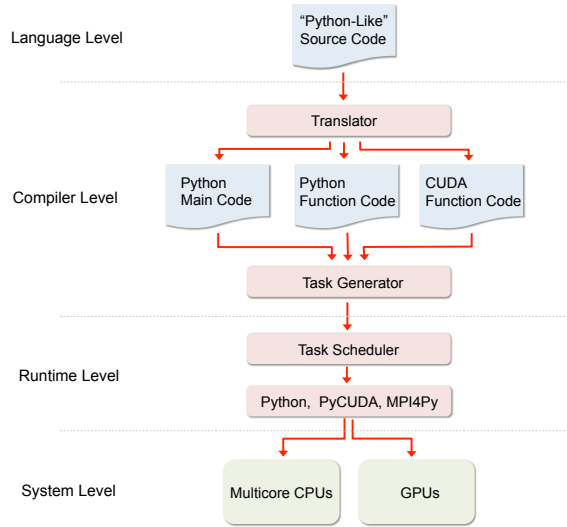 Language Level
“Python-Like”
Source Code
Translator
Compiler Level
Python
Main Code
Python
Function Code
CUDA
Function Code
Task Generator
Runtime Level
Task Scheduler
Python, PyCUDA, MPI4Py
System Level
Multicore CPUs
GPUs